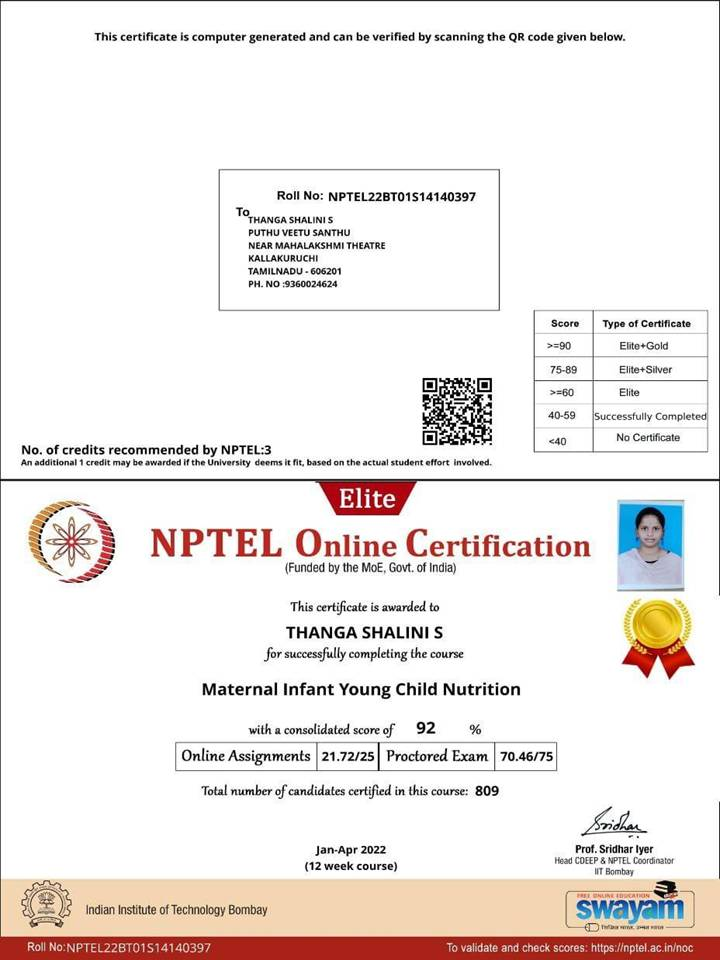 This certificate is computer generated and can be verified by scanning the QR code given below.
Roll No: NPTEL22BT01S14140397
To
THANGA SHALINI S
PUTHU VEETU SANTHU
NEAR MAHALAKSHMI THEATRE
KALLAKURUCHI
TAMILNADU - 606201
PH. NO :9360024624
Score Type of Certificate
>=90 Elite+Gold
75-89 Elite+Silver
>=60 Elite
40-59 Successfully Completed
<40 No Certificate
No. of credits recommended by NPTEL:3
An additional 1 credit may be awarded if the University deems it fit, based on the actual student effort involved.
Elite
NPTEL Online Certification
(Funded by the MoE, Govt. of India)
This certificate is awarded to
THANGA SHALINI S
for successfully completing the course
Maternal Infant Young Child Nutrition
with a consolidated score of 92 %
Online Assignments 21.72/25 Proctored Exam 70.46/75
Total number of candidates certified in this course: 809
Sridhar
Jan-Apr 2022
(12 week course)
Prof. Sridhar Iyer
Head CDEEP & NPTEL Coordinator
IIT Bombay
Indian Institute of Technology Bombay
FREE ONLINE EDUCATION
swayam
शिक्षित भारत, उन्नत भारत
Roll No:NPTEL22BT01S14140397
To validate and check scores: https://nptel.ac.in/noc